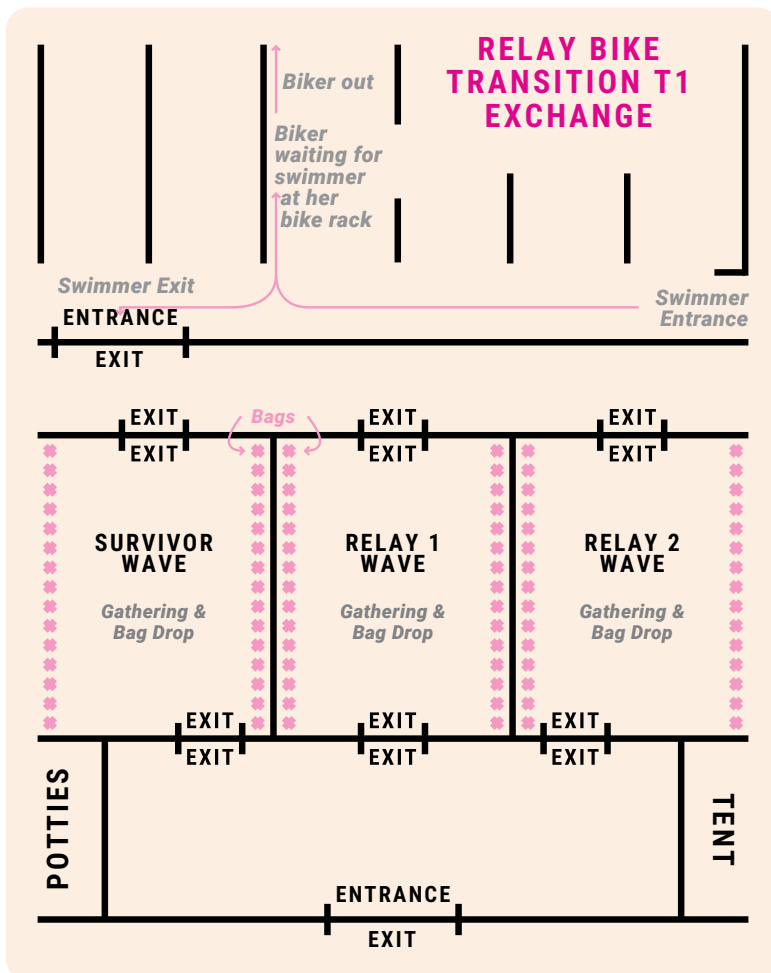 RELAY BIKE
TRANSITION T1
EXCHANGE
Biker out
Biker
waiting for
swimmer
at her
bike rack
Swimmer Exit
Swimmer
Entrance
ENTRANCE
EXIT
EXIT
Bags
EXIT
EXIT
EXIT
EXIT
EXIT
SURVIVOR
WAVE
RELAY 1
WAVE
RELAY 2
WAVE
Gathering &
Bag Drop
Gathering &
Bag Drop
Gathering &
Bag Drop
EXIT
EXIT
EXIT
EXIT
EXIT
EXIT
POTTIES
TENT
ENTRANCE
EXIT